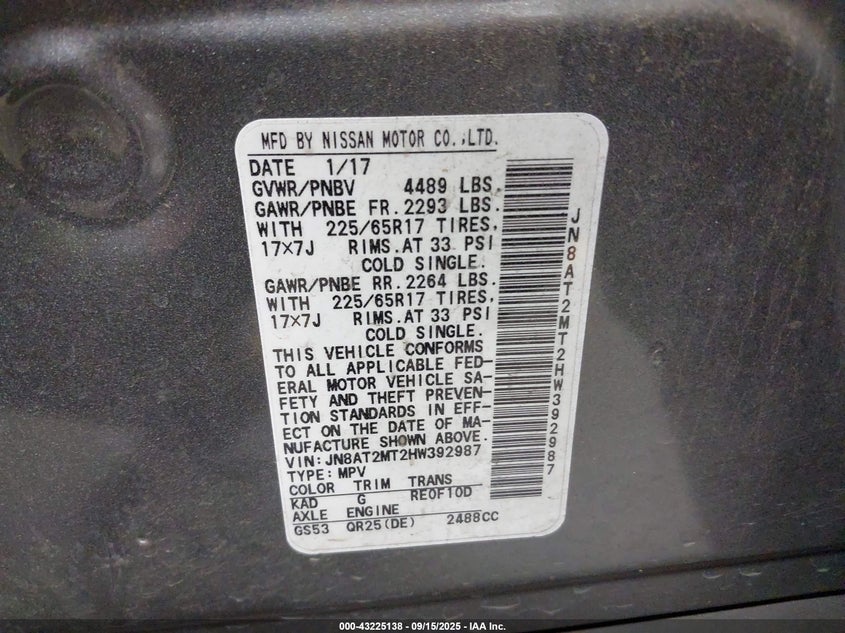 MFD BY NISSAN MOTOR CO.,LTD.
DATE 1/17
GVWR/PNBV 4489 LBS.
GAWR/PNBE FR. 2293 LBS.
WITH 225/65R17 TIRES,
17×7J RIMS.AT 33 PSI
COLD SINGLE.
GAWR/PNBE RR. 2264 LBS.
WITH 225/65R17 TIRES,
17×7J RIMS.AT 33 PSI
COLD SINGLE.
THIS VEHICLE CONFORMS
TO ALL APPLICABLE FED-
ERAL MOTOR VEHICLE SA-
FETY AND THEFT PREVEN-
TION STANDARDS IN EFF-
ECT ON THE DATE OF MA-
NUFACTURE SHOWN ABOVE.
VIN:JN8AT2MT2HW392987
TYPE:MPV
COLOR TRIM TRANS
KAD G RE0F10D
AXLE ENGINE
GS53 QR25(DE) 2488CC
JN8AT2MT2HW392987
000-43225138 - 09/15/2025 - IAA Inc.